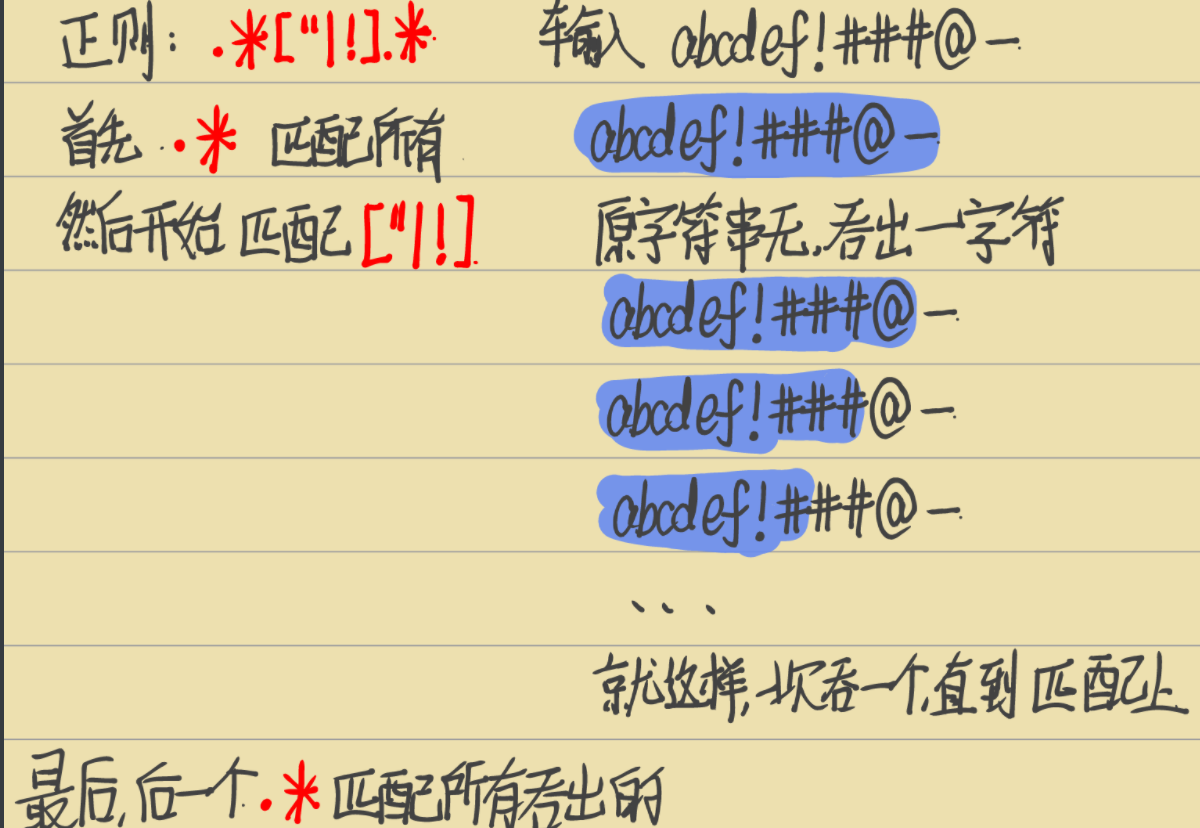 正则: .*["|!].* 输入 abcdef!###@—
首先 .* 匹配所有 abcdef!###@—
然后开始 匹配 ["|!] 原字符串无,吞出一字符
abcdef!###@—
abcdef!###@—
abcdef!###@—
、、、
就这样,一次吞一个,直到 匹配上
最后,后一个 .* 匹配所有吞出的